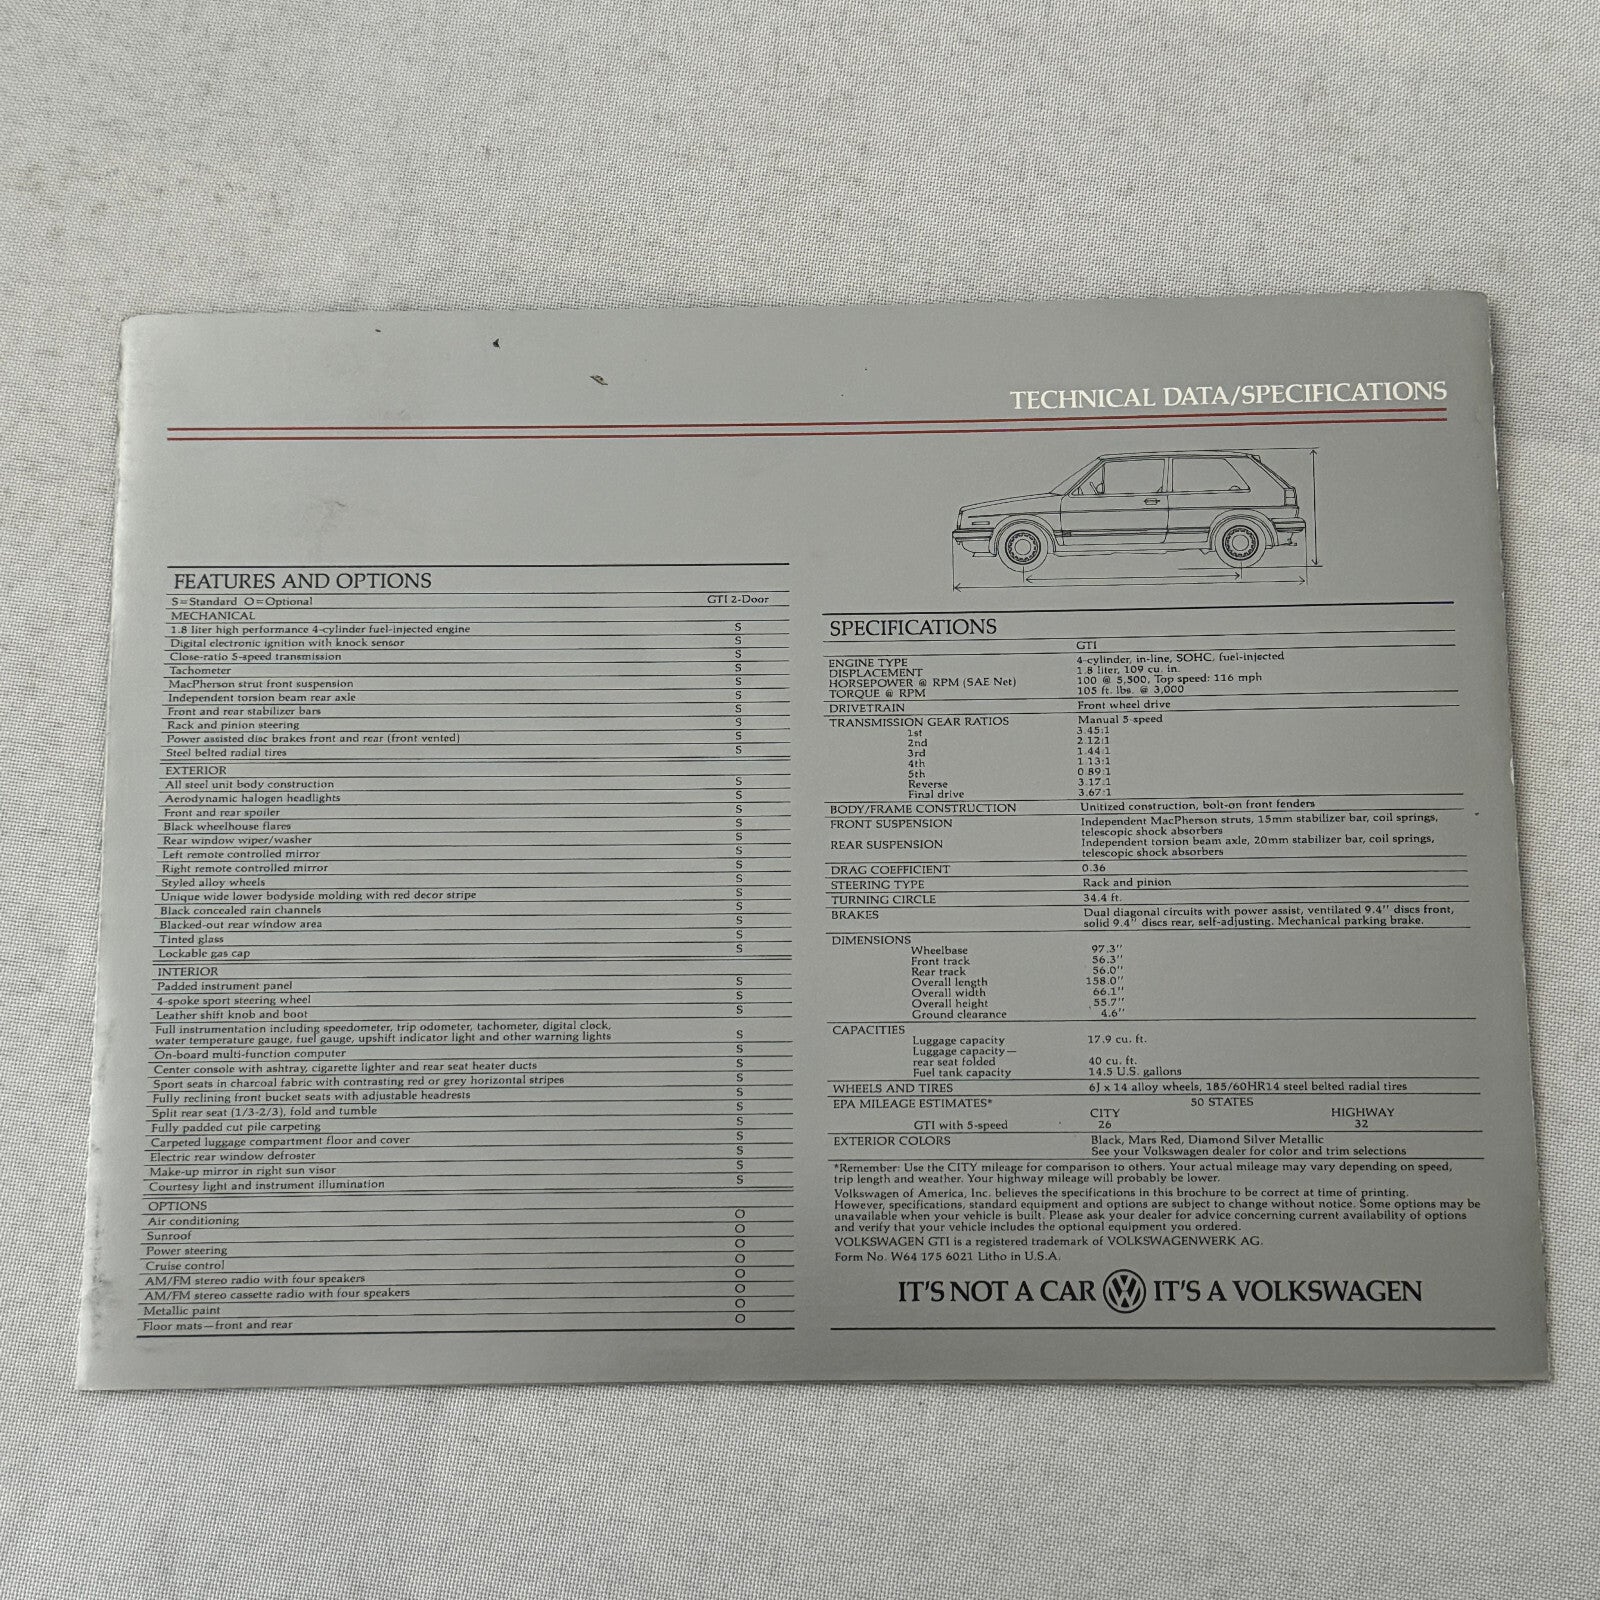 TECHNICAL DATA/SPECIFICATIONS
FEATURES AND OPTIONS
S=Standard O=Optional GTI 2-Door
MECHANICAL
1.8 liter high performance 4-cylinder fuel-injected engine S
Digital electronic ignition with knock sensor S
Close-ratio 5-speed transmission S
Tachometer S
MacPherson strut front suspension S
Independent torsion beam rear axle S
Front and rear stabilizer bars S
Rack and pinion steering S
Power assisted disc brakes front and rear (front vented) S
Steel belted radial tires S
EXTERIOR
All steel unit body construction S
Aerodynamic halogen headlights S
Front and rear spoiler S
Black wheelhouse flares S
Rear window wiper/washer S
Left remote controlled mirror S
Right remote controlled mirror S
Styled alloy wheels S
Unique wide lower bodyside molding with red decor stripe S
Black concealed rain channels S
Blacked-out rear window area S
Tinted glass S
Lockable gas cap S
INTERIOR
Padded instrument panel S
4-spoke sport steering wheel S
Leather shift knob and boot S
Full instrumentation including speedometer, trip odometer, tachometer, digital clock,
water temperature gauge, fuel gauge, upshift indicator light and other warning lights S
On-board multi-function computer S
Center console with ashtray, cigarette lighter and rear seat heater ducts S
Sport seats in charcoal fabric with contrasting red or grey horizontal stripes S
Fully reclining front bucket seats with adjustable headrests S
Split rear seat (1/3-2/3), fold and tumble S
Fully padded cut pile carpeting S
Carpeted luggage compartment floor and cover S
Electric rear window defroster S
Make-up mirror in right sun visor S
Courtesy light and instrument illumination S
OPTIONS
Air conditioning O
Sunroof O
Power steering O
Cruise control O
AM/FM stereo radio with four speakers O
AM/FM stereo cassette radio with four speakers O
Metallic paint O
Floor mats—front and rear O
SPECIFICATIONS
GTI
ENGINE TYPE 4-cylinder, in-line, SOHC, fuel-injected
DISPLACEMENT 1.8 liter, 109 cu. in.
HORSEPOWER @ RPM (SAE Net) 100 @ 5,500, Top speed: 116 mph
TORQUE @ RPM 105 ft. lbs. @ 3,000
DRIVETRAIN Front wheel drive
TRANSMISSION GEAR RATIOS Manual 5-speed
1st 3.45:1
2nd 2.12:1
3rd 1.44:1
4th 1.13:1
5th 0.89:1
Reverse 3.17:1
Final drive 3.67:1
BODY/FRAME CONSTRUCTION Unitized construction, bolt-on front fenders
FRONT SUSPENSION Independent MacPherson struts, 15mm stabilizer bar, coil springs,
telescopic shock absorbers
REAR SUSPENSION Independent torsion beam axle, 20mm stabilizer bar, coil springs,
telescopic shock absorbers
DRAG COEFFICIENT 0.36
STEERING TYPE Rack and pinion
TURNING CIRCLE 34.4 ft.
BRAKES Dual diagonal circuits with power assist, ventilated 9.4" discs front,
solid 9.4" discs rear, self-adjusting. Mechanical parking brake.
DIMENSIONS
Wheelbase 97.3"
Front track 56.3"
Rear track 56.0"
Overall length 158.0"
Overall width 66.1"
Overall height 55.7"
Ground clearance 4.6"
CAPACITIES
Luggage capacity 17.9 cu. ft.
Luggage capacity—
rear seat folded 40 cu. ft.
Fuel tank capacity 14.5 U.S. gallons
WHEELS AND TIRES 6J x 14 alloy wheels, 185/60HR14 steel belted radial tires
EPA MILEAGE ESTIMATES* 50 STATES
CITY HIGHWAY
GTI with 5-speed 26 32
EXTERIOR COLORS Black, Mars Red, Diamond Silver Metallic
See your Volkswagen dealer for color and trim selections
*Remember: Use the CITY mileage for comparison to others. Your actual mileage may vary depending on speed,
trip length and weather. Your highway mileage will probably be lower.
Volkswagen of America, Inc. believes the specifications in this brochure to be correct at time of printing.
However, specifications, standard equipment and options are subject to change without notice. Some options may be
unavailable when your vehicle is built. Please ask your dealer for advice concerning current availability of options
and verify that your vehicle includes the optional equipment you ordered.
VOLKSWAGEN GTI is a registered trademark of VOLKSWAGENWERK AG.
Form No. W64 175 6021 Litho in U.S.A.
IT'S NOT A CAR VW IT'S A VOLKSWAGEN